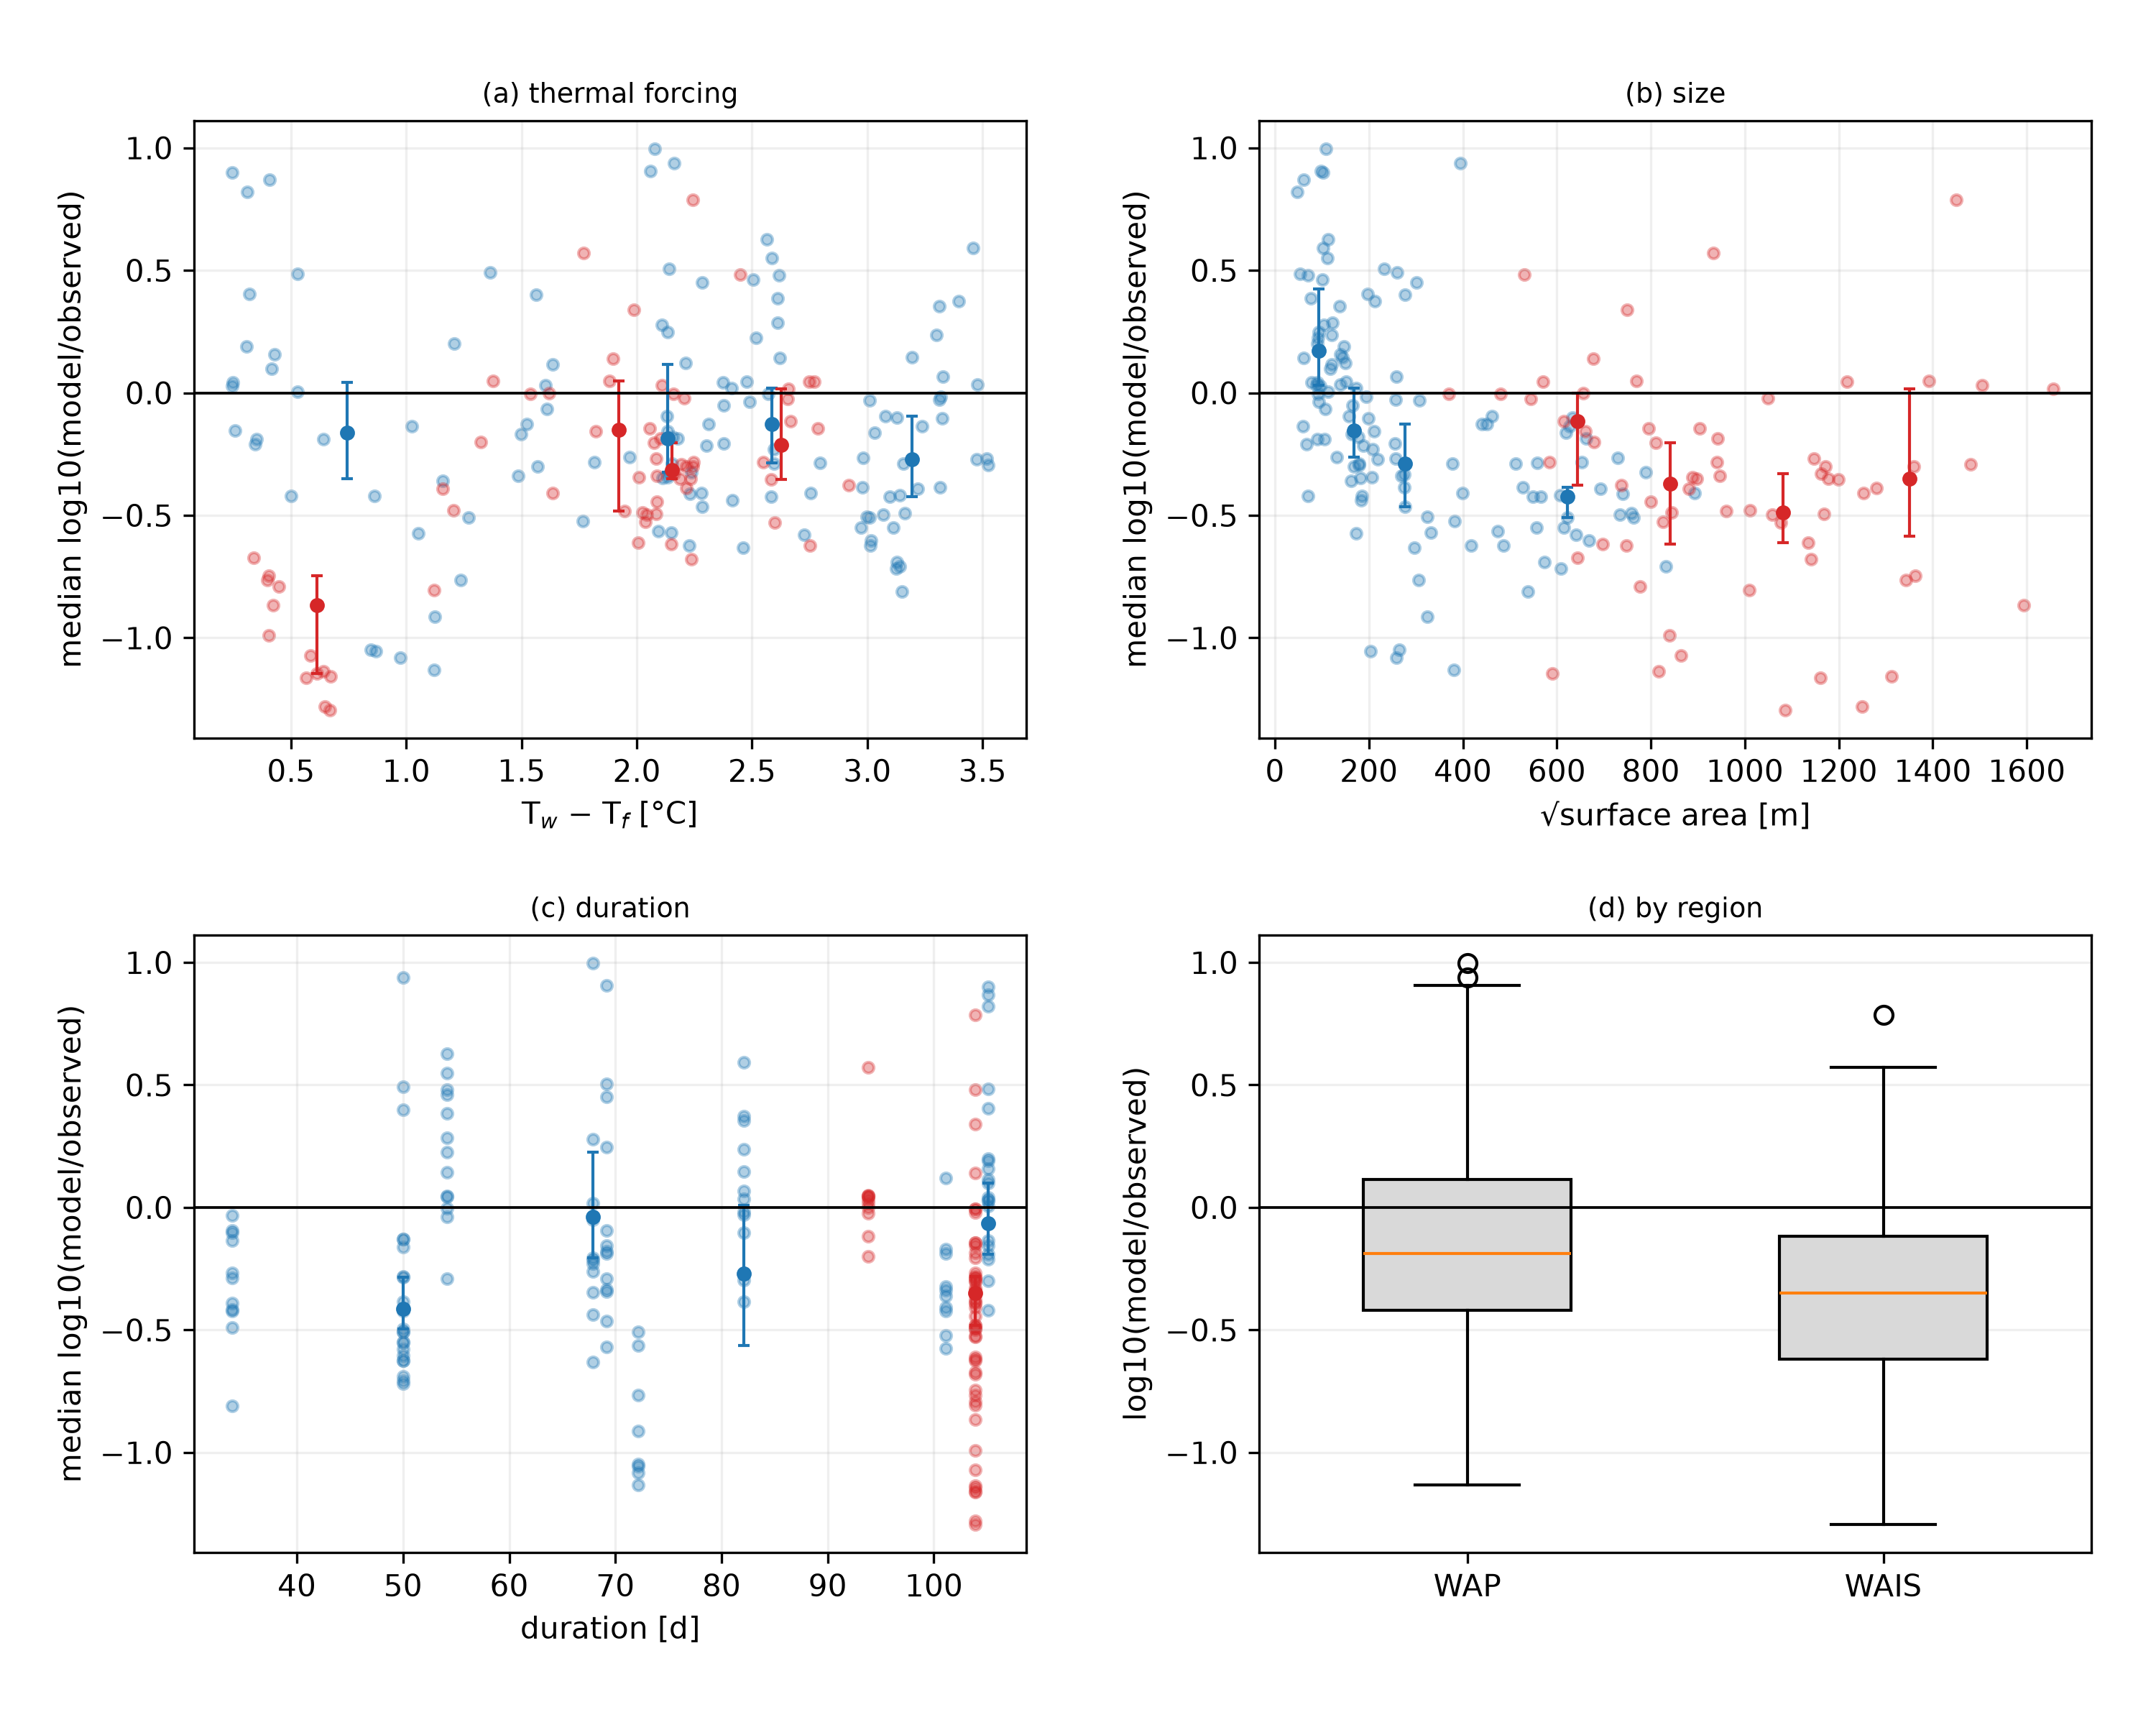 (a) thermal forcing
median log10(model/observed)
1.0
0.5
0.0
−0.5
−1.0
0.5 1.0 1.5 2.0 2.5 3.0 3.5
T_w − T_f [°C]
(b) size
median log10(model/observed)
1.0
0.5
0.0
−0.5
−1.0
0 200 400 600 800 1000 1200 1400 1600
√surface area [m]
(c) duration
median log10(model/observed)
1.0
0.5
0.0
−0.5
−1.0
40 50 60 70 80 90 100
duration [d]
(d) by region
log10(model/observed)
1.0
0.5
0.0
−0.5
−1.0
WAP WAIS